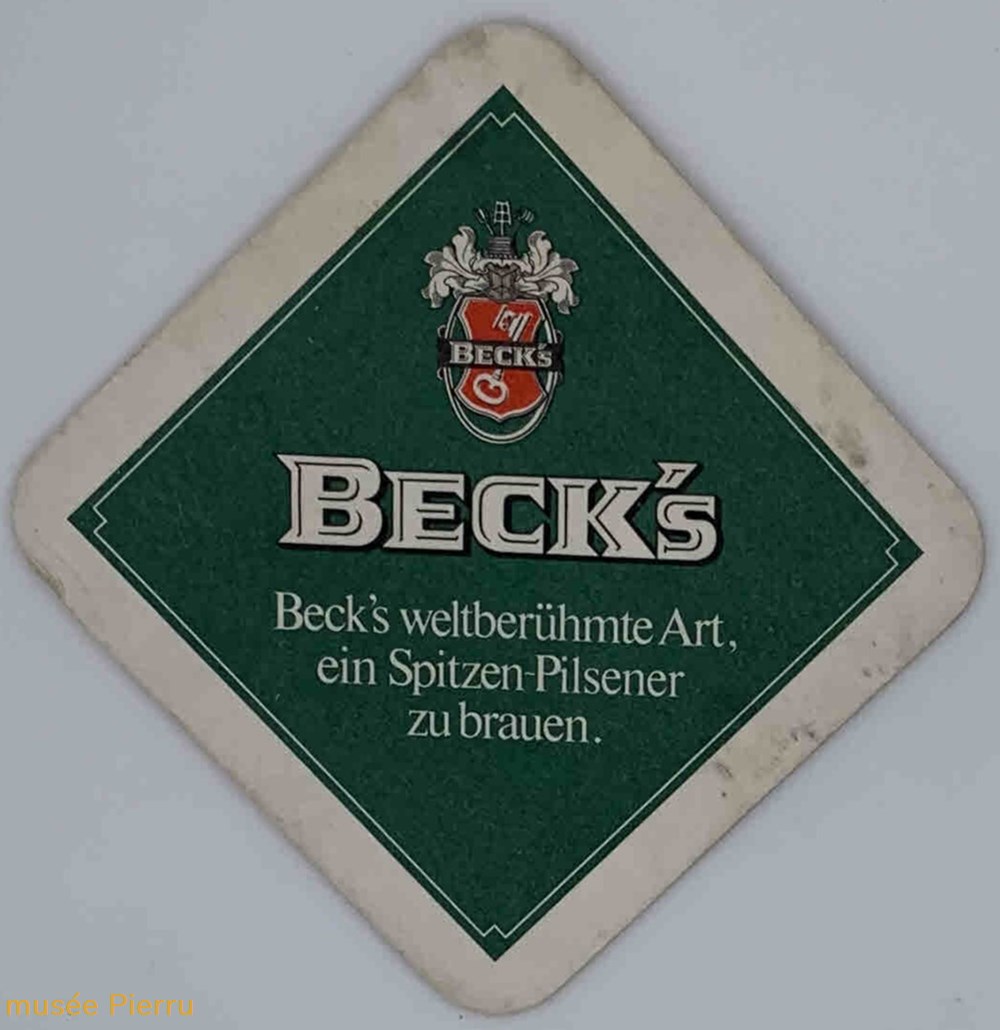 BECK's
BECK's
Beck's weltberühmte Art,
ein Spitzen-Pilsener
zu brauen.
musée Pierru